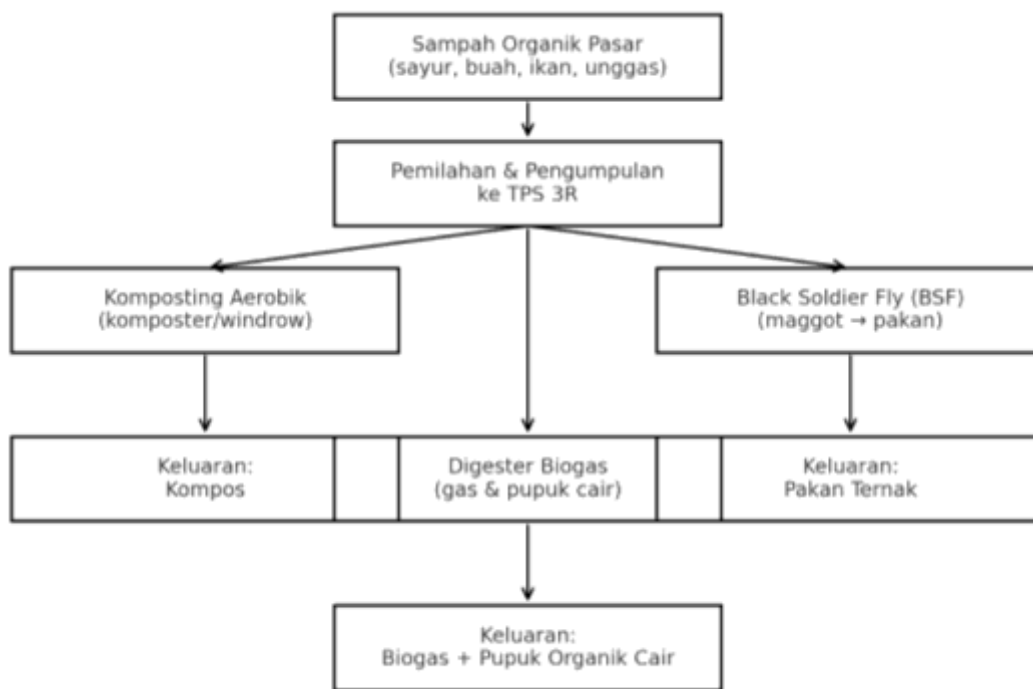 Sampah Organik Pasar
(sayur, buah, ikan, unggas)
Pemilahan & Pengumpulan
ke TPS 3R
Komposting Aerobik
(komposter/windrow)
Black Soldier Fly (BSF)
(maggot → pakan)
Keluaran:
Kompos
Digester Biogas
(gas & pupuk cair)
Keluaran:
Pakan Ternak
Keluaran:
Biogas + Pupuk Organik Cair